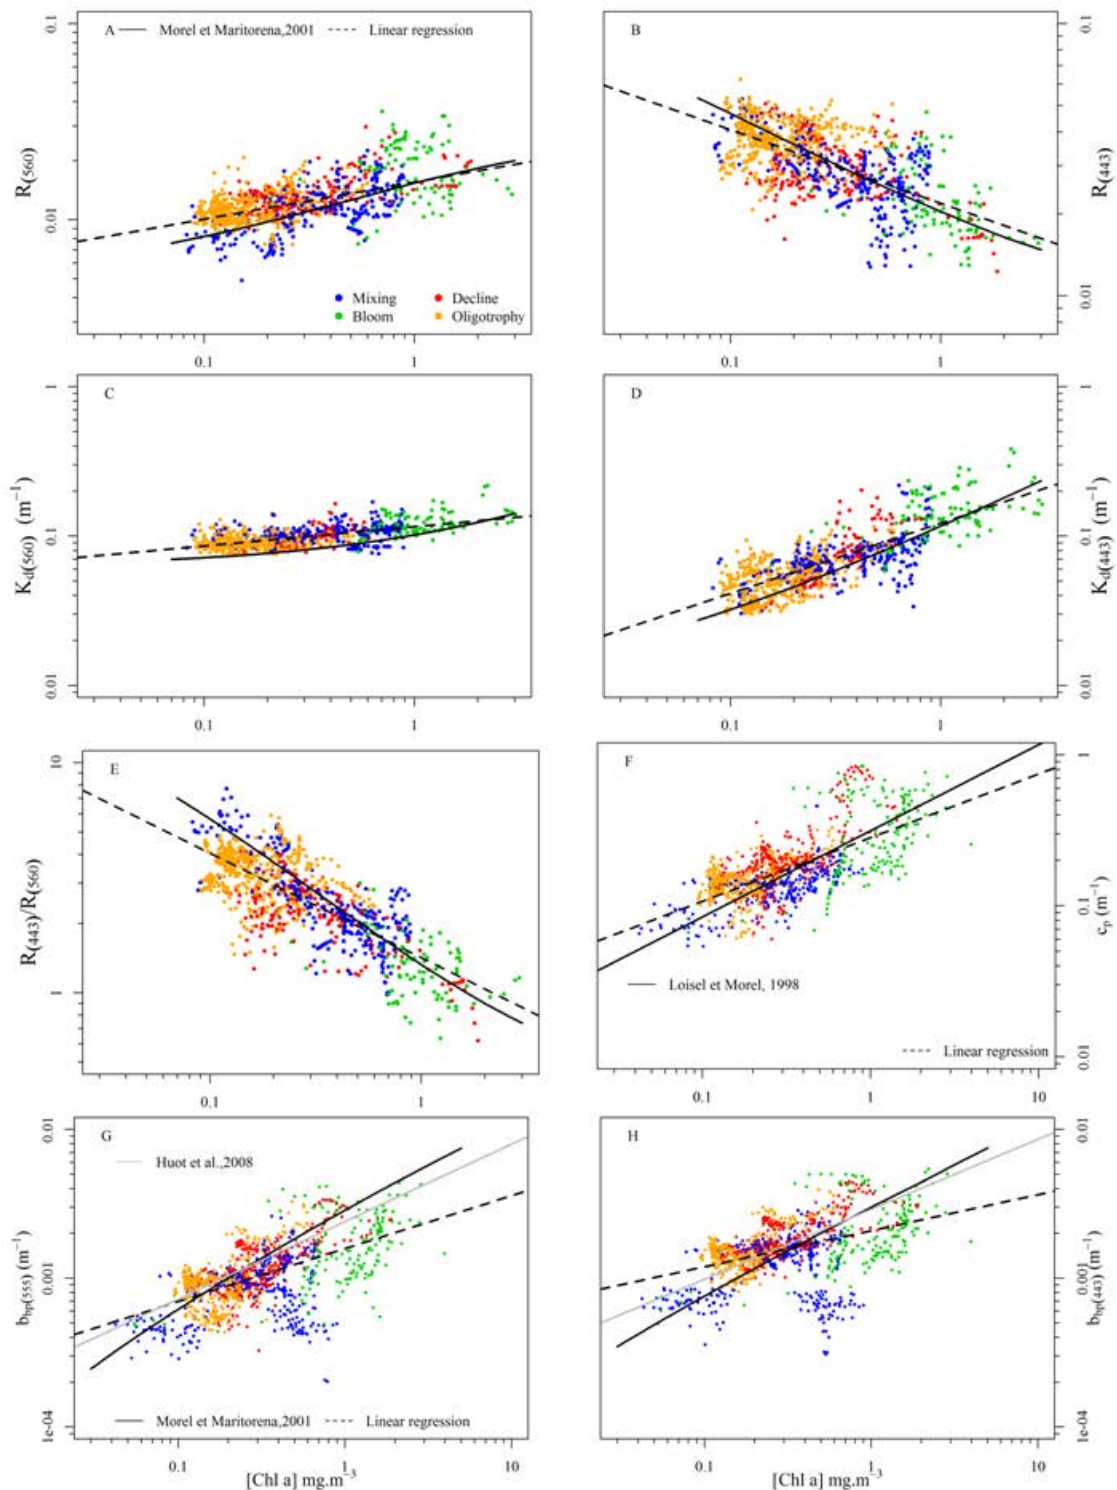 0.1
A Morel et Maritorena,2001 Linear regression
R(560)
0.01
Mixing Decline
Bloom Oligotrophy
0.1 1
B
0.1
R(443)
0.01
0.1 1
1
C
Kd(560) (m−1)
0.1
0.01
0.1 1
D
1
Kd(443) (m−1)
0.1
0.01
0.1 1
10
E
R(443)/R(560)
1
0.1 1
F
1
cp (m−1)
0.1
Loisel et Morel, 1998
Linear regression
0.01
0.1 1 10
0.01
G
Huot et al.,2008
bbp(555) (m−1)
0.001
Morel et Maritorena,2001 Linear regression
1e-04
0.1 1 10
[Chl a] mg.m−3
H
0.01
bbp(443) (m−1)
0.001
1e-04
0.1 1 10
[Chl a] mg.m−3